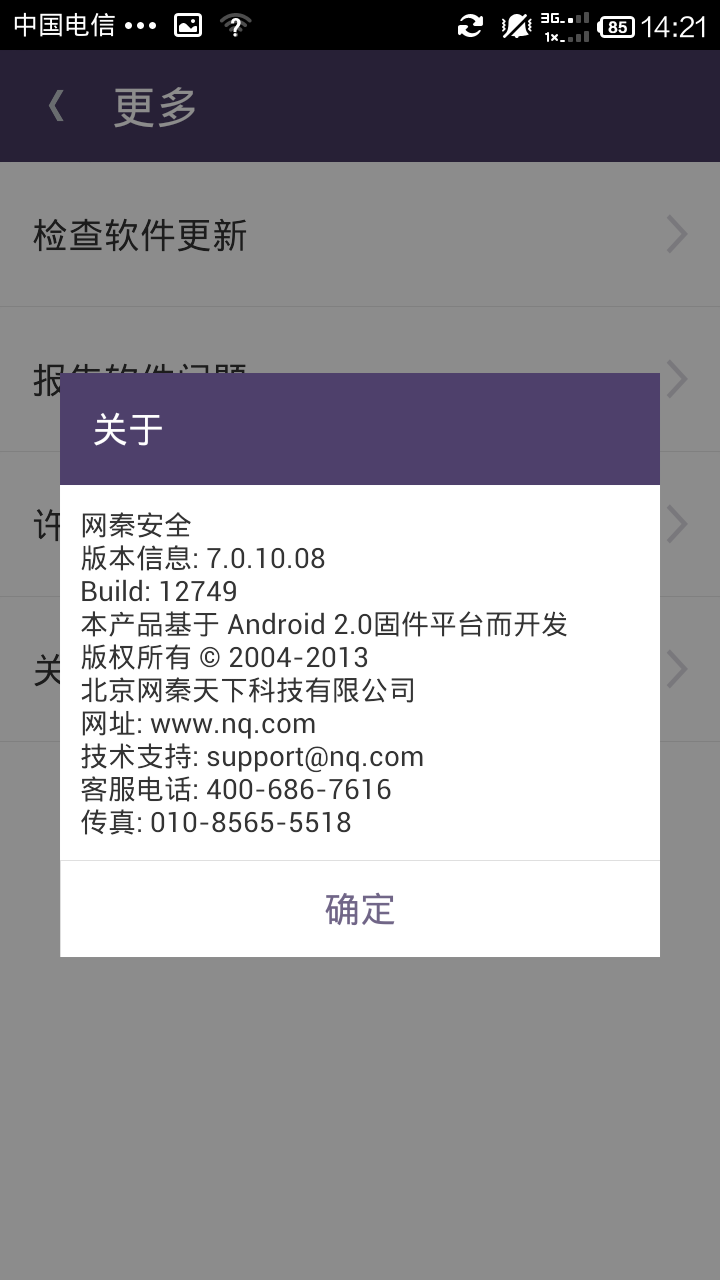 中国电信 ••• 3G 1x 85 14:21
更多
检查软件更新
报告软件问题
许
关
关于
网秦安全
版本信息: 7.0.10.08
Build: 12749
本产品基于 Android 2.0固件平台而开发
版权所有 © 2004-2013
北京网秦天下科技有限公司
网址: www.nq.com
技术支持: support@nq.com
客服电话: 400-686-7616
传真: 010-8565-5518
确定